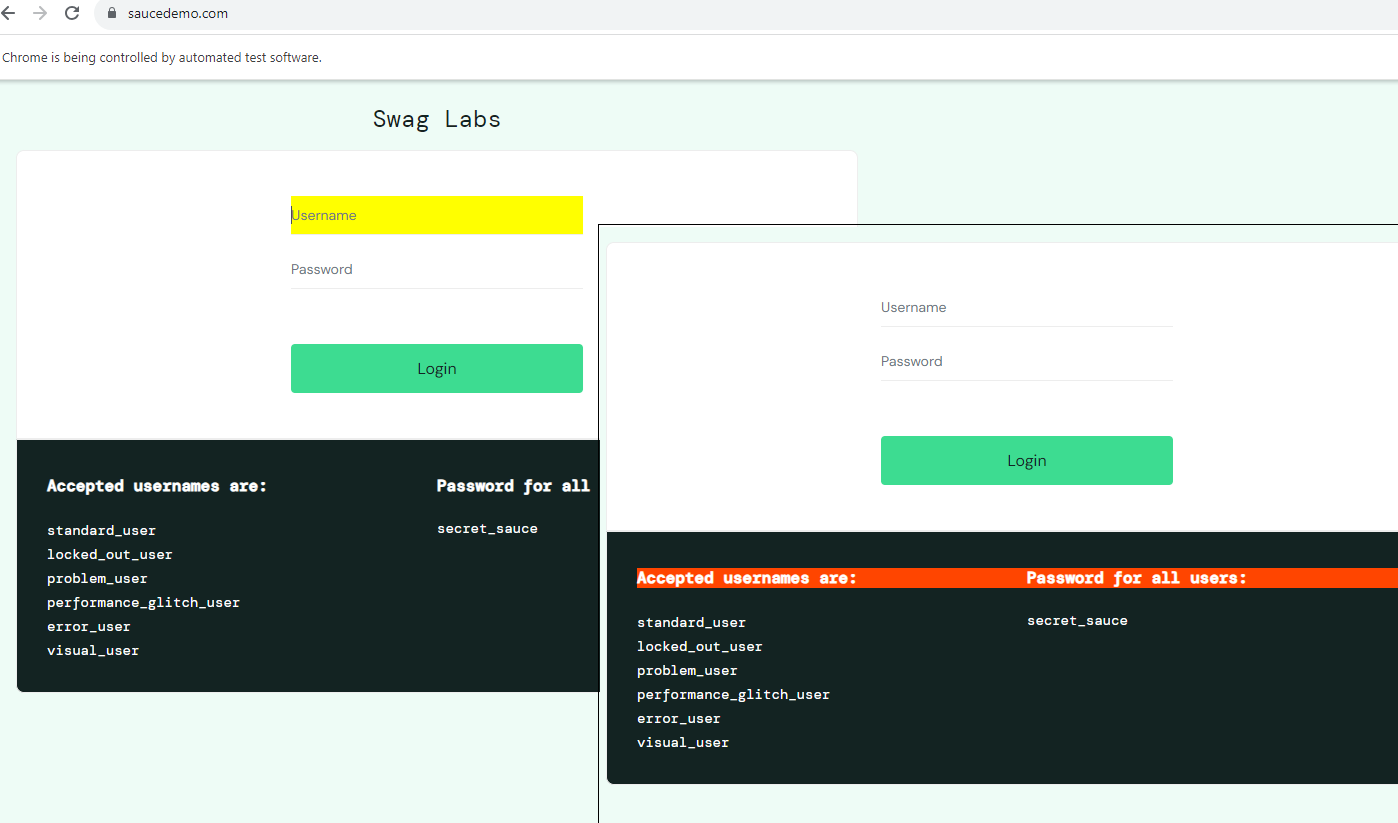 saucedemo.com
Chrome is being controlled by automated test software.
Swag Labs
Username
Password
Login
Accepted usernames are:
standard_user
locked_out_user
problem_user
performance_glitch_user
error_user
visual_user
Password for all
secret_sauce
Username
Password
Login
Accepted usernames are:
standard_user
locked_out_user
problem_user
performance_glitch_user
error_user
visual_user
Password for all users:
secret_sauce